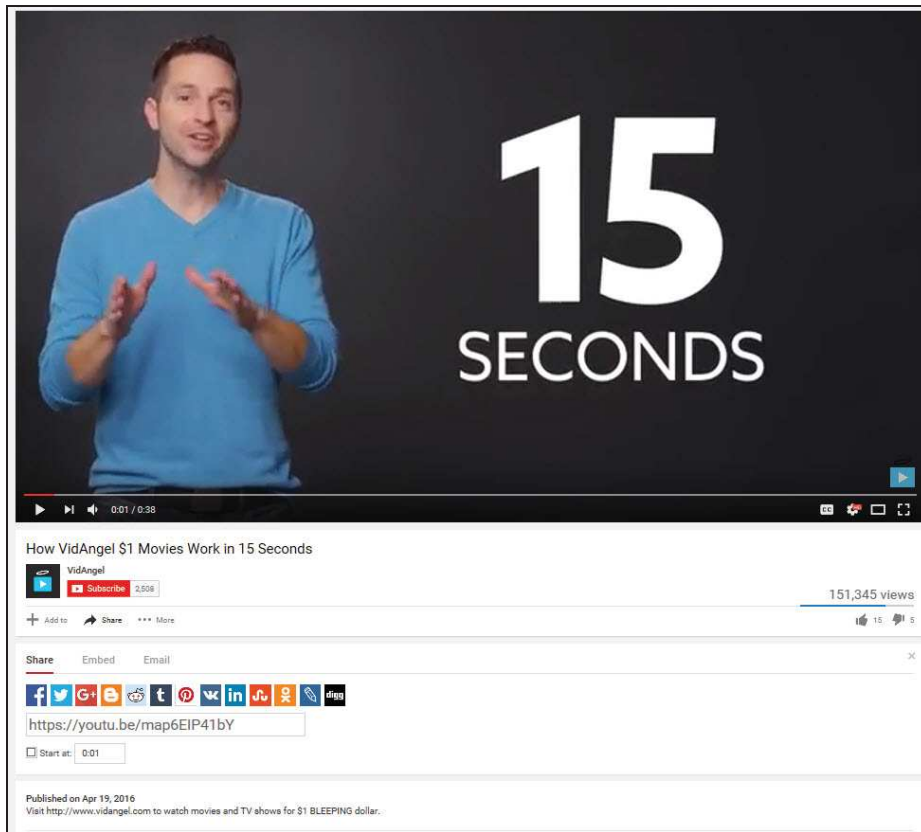 15
SECONDS
0:01 / 0:38
CC
How VidAngel $1 Movies Work in 15 Seconds
VidAngel
Subscribe 2,506
151,345 views
Add to Share More
15 5
Share Embed Email
G+ t in digg
https://youtu.be/map6EIP41bY
Start at: 0:01
Published on Apr 19, 2016
Visit http://www.vidangel.com to watch movies and TV shows for $1 BLEEPING dollar.